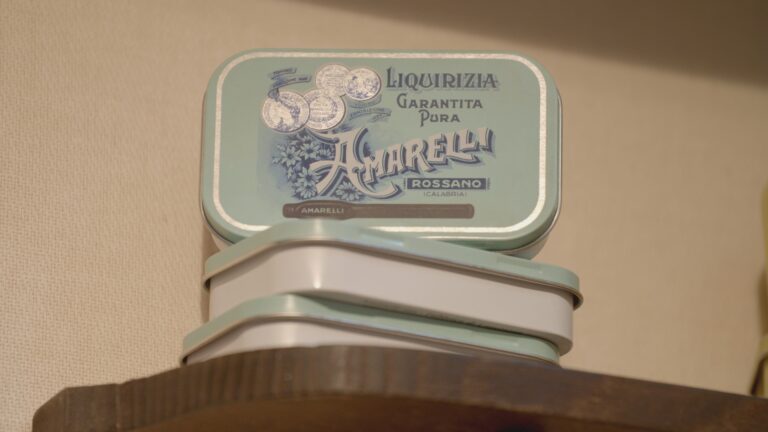 LIQUIRIZIA
GARANTITA
PURA
AMARELLI
ROSSANO
(CALABRIA)
AMARELLI